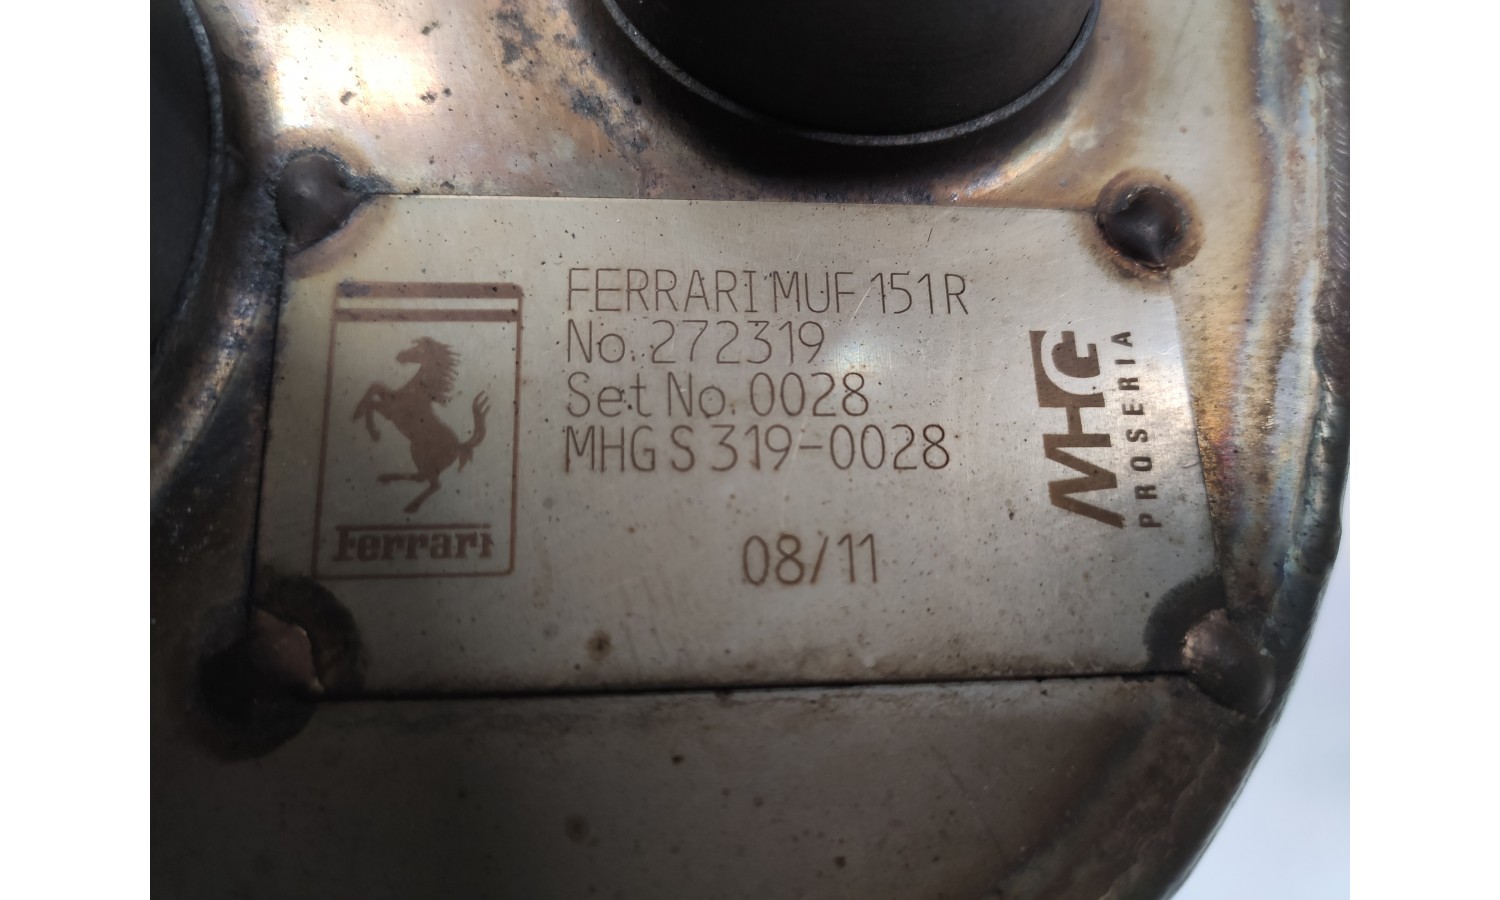 FERRARI MUF 151R
No. 272319
Set No. 0028
MHG S 319-0028
08/11
Ferrari
MHG
PROSERIA